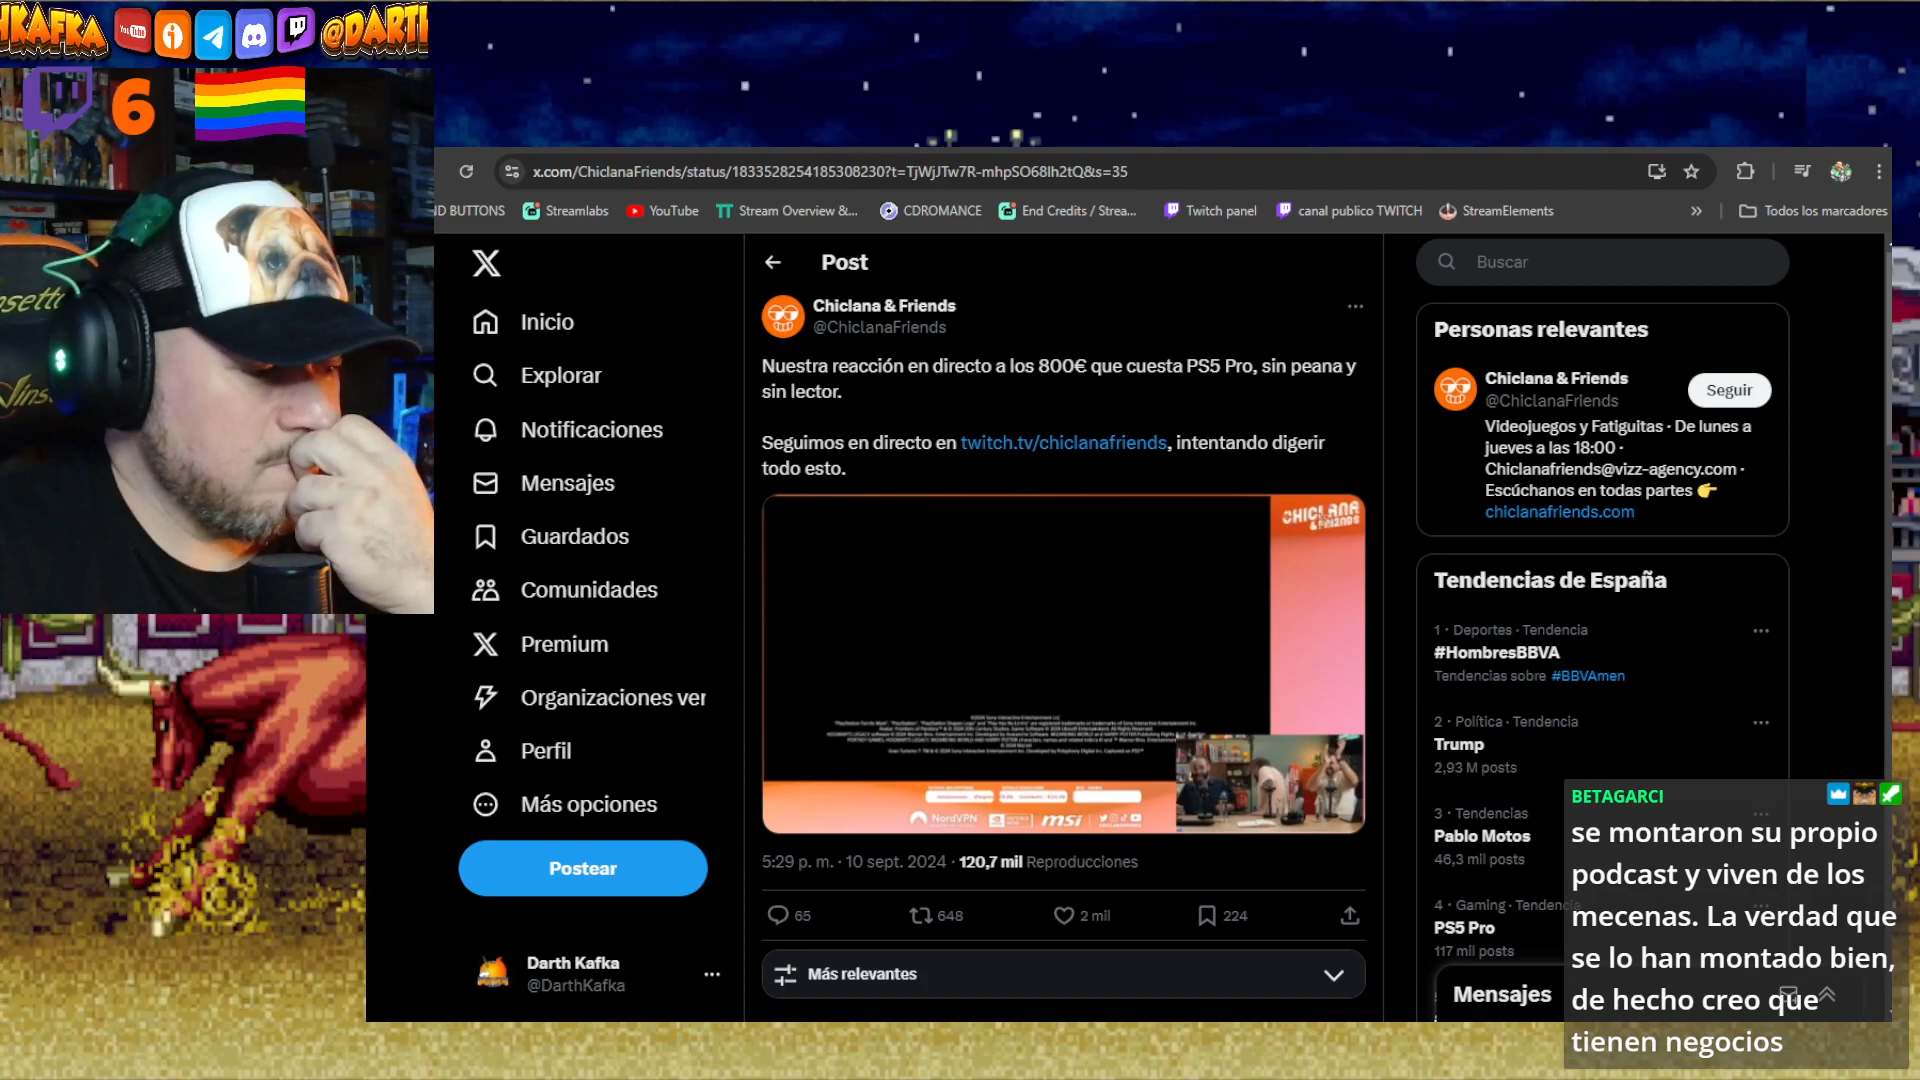 HKAFKA
YouTube
@DARTH
6
x.com/ChiclanaFriends/status/1833528254185308230?t=TjWjJTw7R-mhpSO68lh2tQ&s=35
ND BUTTONS
Streamlabs
YouTube
Stream Overview &...
CDROMANCE
End Credits / Strea...
Twitch panel
canal publico TWITCH
StreamElements
»
Todos los marcadores
Inicio
Explorar
Notificaciones
Mensajes
Guardados
Comunidades
Premium
Organizaciones ver
Perfil
Más opciones
Postear
Darth Kafka
@DarthKafka
Post
Chiclana & Friends
@ChiclanaFriends
Nuestra reacción en directo a los 800€ que cuesta PS5 Pro, sin peana y
sin lector.
Seguimos en directo en twitch.tv/chiclanafriends, intentando digerir
todo esto.
CHICLANA
& FRIENDS
NordVPN
msi
5:29 p. m. · 10 sept. 2024 · 120,7 mil Reproducciones
65
648
2 mil
224
Más relevantes
Buscar
Personas relevantes
Chiclana & Friends
@ChiclanaFriends
Seguir
Videojuegos y Fatiguitas · De lunes a
jueves a las 18:00 ·
Chiclanafriends@vizz-agency.com ·
Escúchanos en todas partes 👉
chiclanafriends.com
Tendencias de España
1 · Deportes · Tendencia
#HombresBBVA
Tendencias sobre #BBVAmen
2 · Política · Tendencia
Trump
2,93 M posts
3 · Tendencias
Pablo Motos
46,3 mil posts
4 · Gaming · Tendencia
PS5 Pro
117 mil posts
Mensajes
BETAGARCI
se montaron su propio
podcast y viven de los
mecenas. La verdad que
se lo han montado bien,
de hecho creo que
tienen negocios